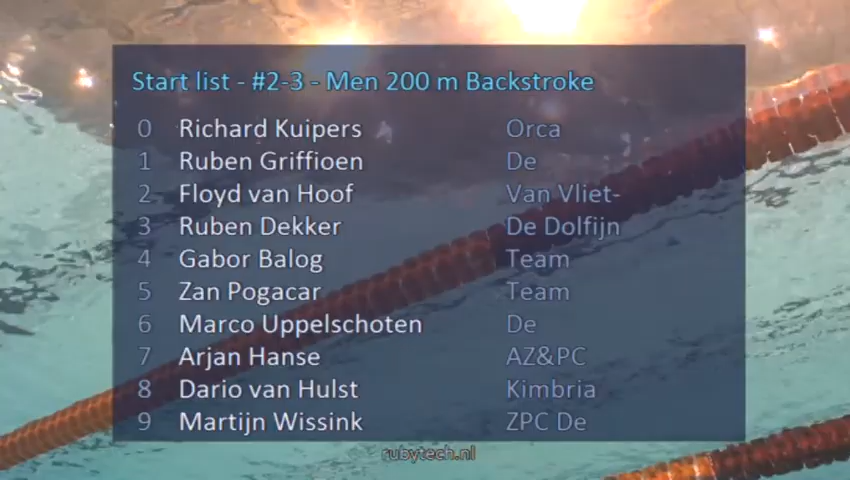 Start list - #2-3 - Men 200 m Backstroke
0 Richard Kuipers Orca
1 Ruben Griffioen De
2 Floyd van Hoof Van Vliet-
3 Ruben Dekker De Dolfijn
4 Gabor Balog Team
5 Zan Pogacar Team
6 Marco Uppelschoten De
7 Arjan Hanse AZ&PC
8 Dario van Hulst Kimbria
9 Martijn Wissink ZPC De
rubytech.nl